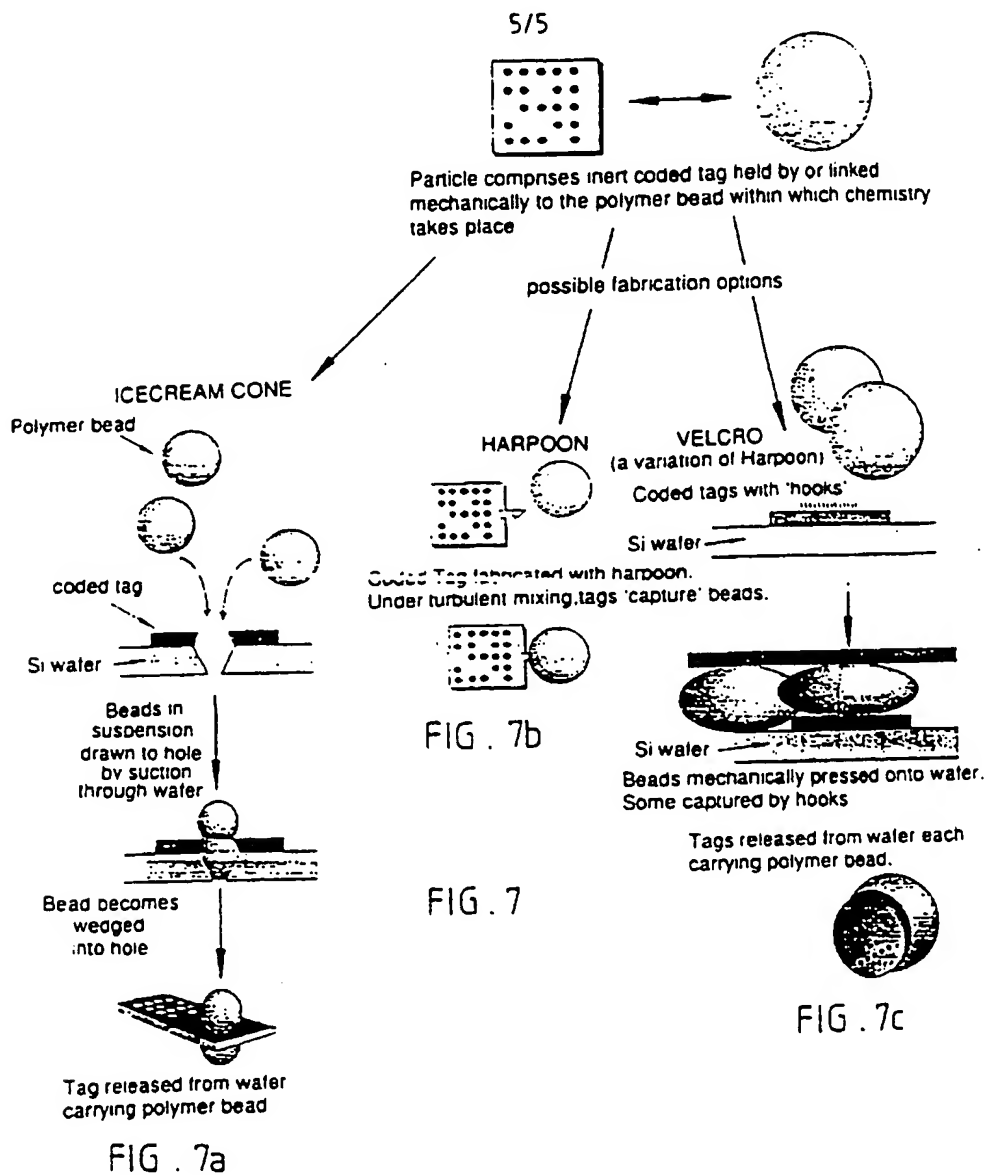 5/5
Particle comprises inert coded tag held by or linked
mechanically to the polymer bead within which chemistry
takes place
possible fabrication options
ICECREAM CONE
Polymer bead
coded tag
Si wafer
Beads in
suspension
drawn to hole
by suction
through wafer
Bead becomes
wedged
into hole
Tag released from wafer
carrying polymer bead
FIG . 7a
HARPOON
Coded Tag fabricated with harpoon.
Under turbulent mixing,tags 'capture' beads.
FIG . 7b
FIG . 7
VELCRO
(a variation of Harpoon)
Coded tags with 'hooks'
Si wafer
Si wafer
Beads mechanically pressed onto wafer.
Some captured by hooks
Tags released from wafer each
carrying polymer bead.
FIG . 7c